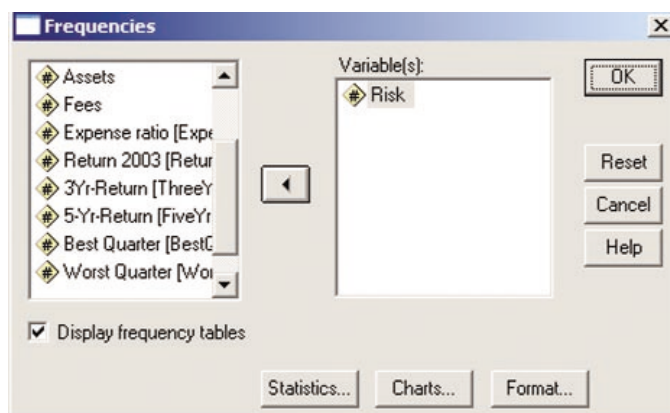 Frequencies
Assets
Fees
Expense ratio [Expe
Return 2003 [Retur
3Yr-Return [ThreeY
5-Yr-Return [FiveYr
Best Quarter [BestQ
Worst Quarter [Wor
Variable(s):
Risk
OK
Reset
Cancel
Help
Display frequency tables
Statistics...
Charts...
Format...